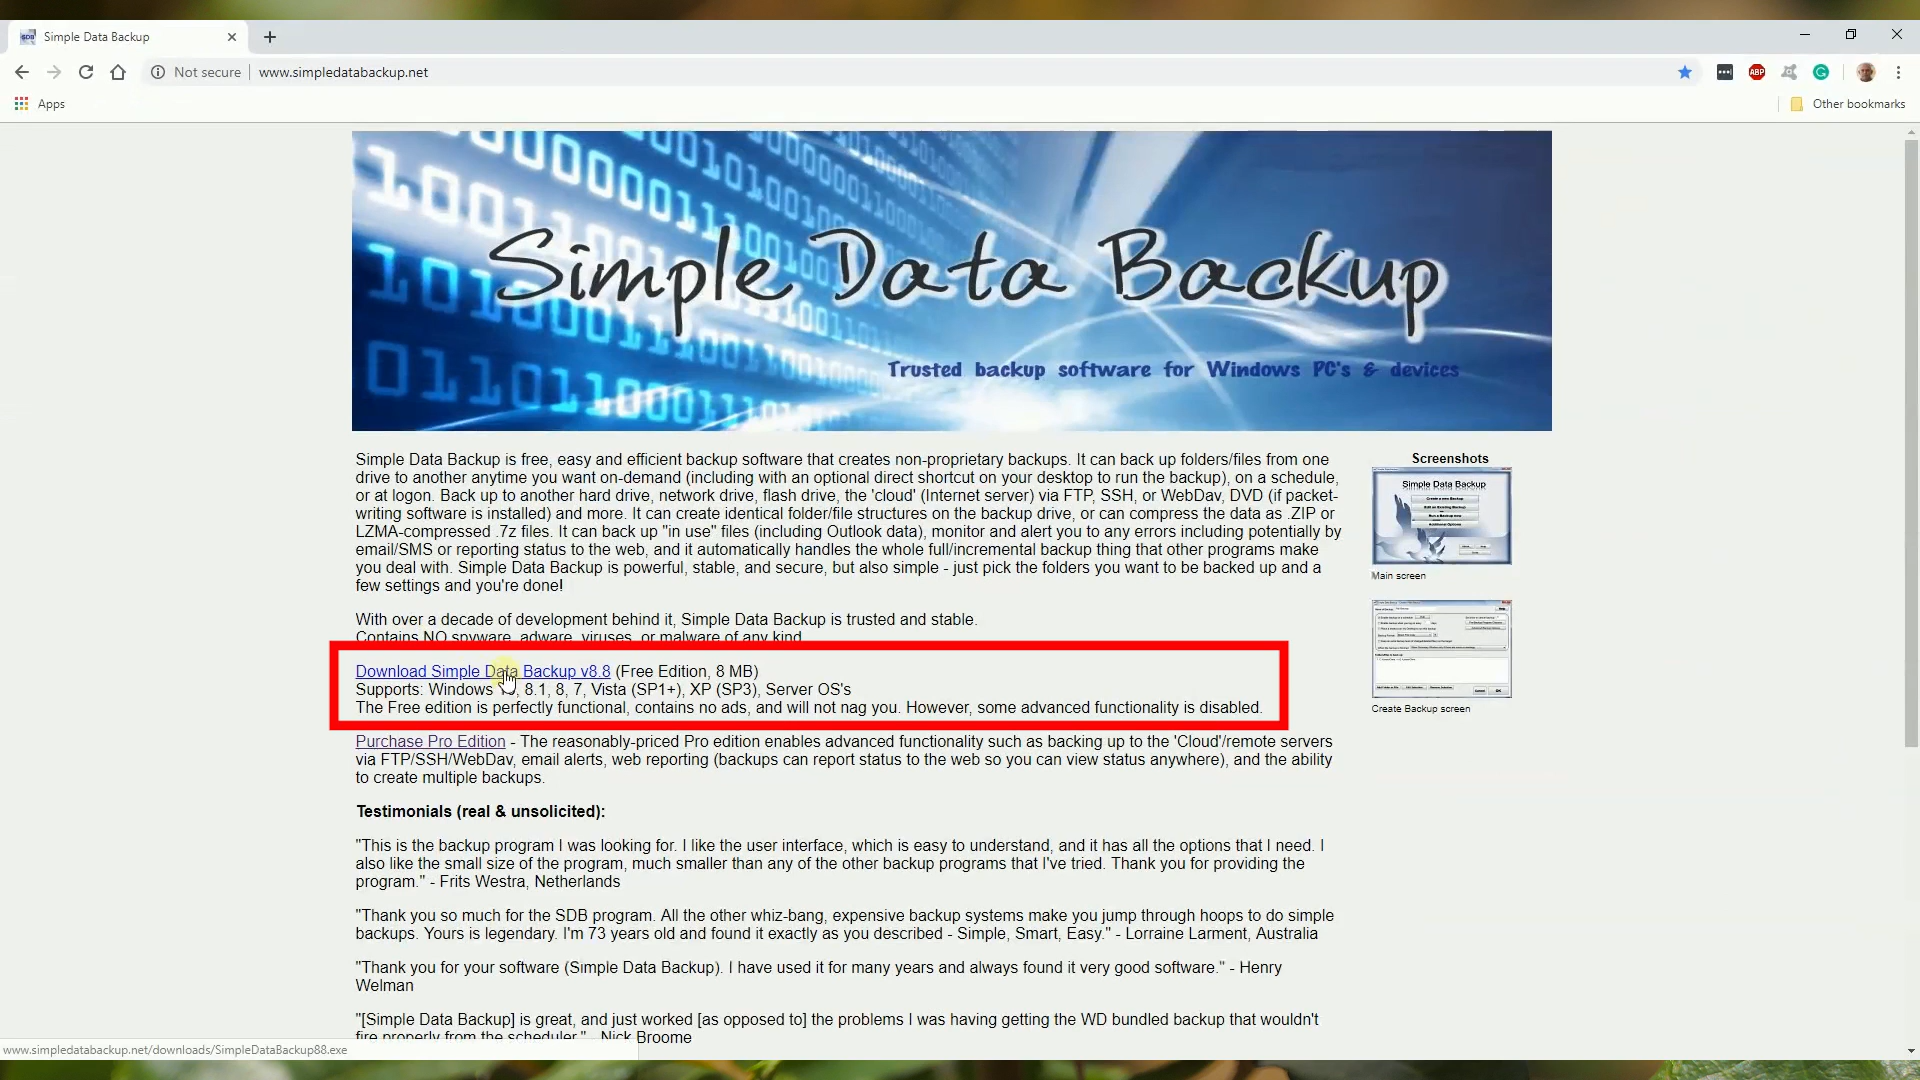 Simple Data Backup
Not secure
www.simpledatabackup.net
ABP
Apps
Other bookmarks
Simple Data Backup
Trusted backup software for Windows PC's & devices
Simple Data Backup is free, easy and efficient backup software that creates non-proprietary backups. It can back up folders/files from one
drive to another anytime you want on-demand (including with an optional direct shortcut on your desktop to run the backup), on a schedule,
or at logon. Back up to another hard drive, network drive, flash drive, the 'cloud' (Internet server) via FTP, SSH, or WebDav, DVD (if packet-
writing software is installed) and more. It can create identical folder/file structures on the backup drive, or can compress the data as .ZIP or
LZMA-compressed .7z files. It can back up "in use" files (including Outlook data), monitor and alert you to any errors including potentially by
email/SMS or reporting status to the web, and it automatically handles the whole full/incremental backup thing that other programs make
you deal with. Simple Data Backup is powerful, stable, and secure, but also simple - just pick the folders you want to be backed up and a
few settings and you're done!
With over a decade of development behind it, Simple Data Backup is trusted and stable.
Contains NO spyware, adware, viruses, or malware of any kind
Download Simple Data Backup v8.8 (Free Edition, 8 MB)
Supports: Windows 8.1, 8, 7, Vista (SP1+), XP (SP3), Server OS's
The Free edition is perfectly functional, contains no ads, and will not nag you. However, some advanced functionality is disabled.
Purchase Pro Edition - The reasonably-priced Pro edition enables advanced functionality such as backing up to the 'Cloud'/remote servers
via FTP/SSH/WebDav, email alerts, web reporting (backups can report status to the web so you can view status anywhere), and the ability
to create multiple backups.
Testimonials (real & unsolicited):
"This is the backup program I was looking for. I like the user interface, which is easy to understand, and it has all the options that I need. I
also like the small size of the program, much smaller than any of the other backup programs that I've tried. Thank you for providing the
program." - Frits Westra, Netherlands
"Thank you so much for the SDB program. All the other whiz-bang, expensive backup systems make you jump through hoops to do simple
backups. Yours is legendary. I'm 73 years old and found it exactly as you described - Simple, Smart, Easy." - Lorraine Larment, Australia
"Thank you for your software (Simple Data Backup). I have used it for many years and always found it very good software." - Henry
Welman
"[Simple Data Backup] is great, and just worked [as opposed to] the problems I was having getting the WD bundled backup that wouldn't
fire properly from the scheduler." - Nick Broome
Screenshots
Simple Data Backup
Create a new Backup
Edit an Existing Backup
Run a Backup now
Additional Options
Main screen
Create Backup screen
www.simpledatabackup.net/downloads/SimpleDataBackup88.exe